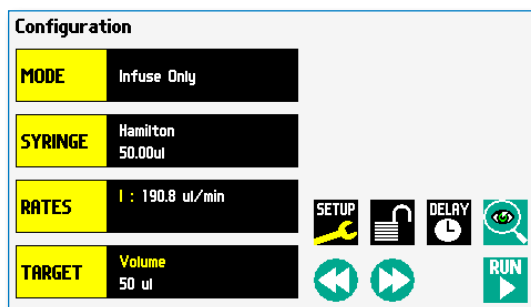 Configuration
MODE
Infuse Only
SYRINGE
Hamilton
50.00ul
RATES
I : 190.8 ul/min
TARGET
Volume
50 ul
SETUP
DELAY
RUN